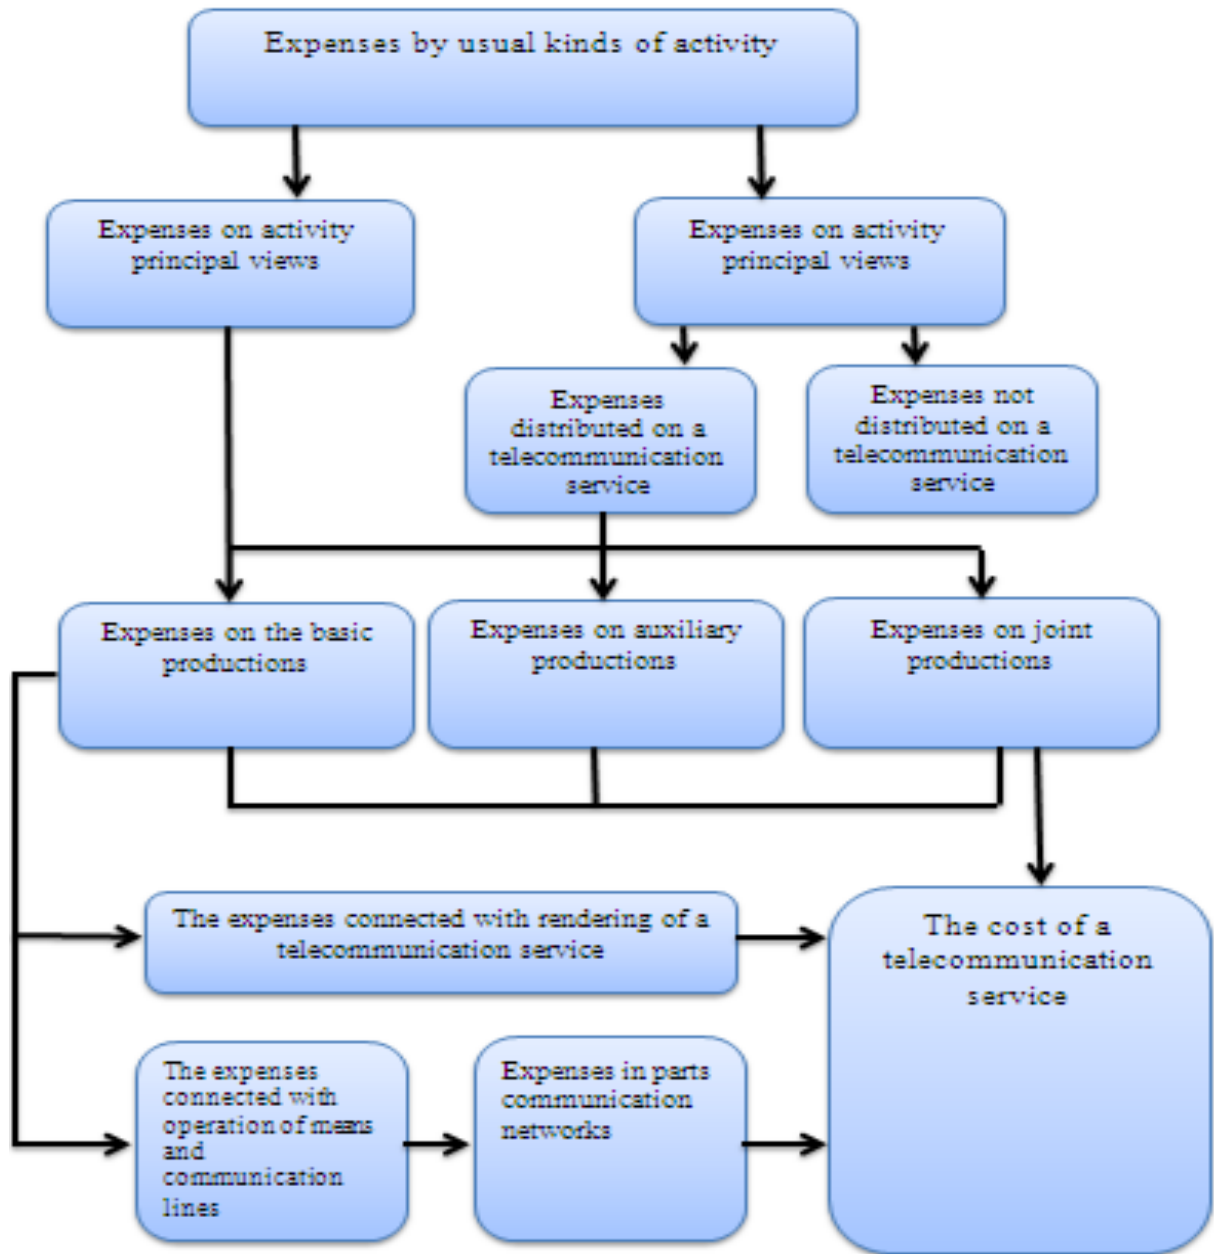 Expenses by usual kinds of activity
Expenses on activity
principal views
Expenses on activity
principal views
Expenses
distributed on a
telecommunication
service
Expenses not
distributed on a
telecommunication
service
Expenses on the basic
productions
Expenses on auxiliary
productions
Expenses on joint
productions
The expenses connected with rendering of a
telecommunication service
The cost of a
telecommunication
service
The expenses
connected with
operation of means
and
communication
lines
Expenses in parts
communication
networks